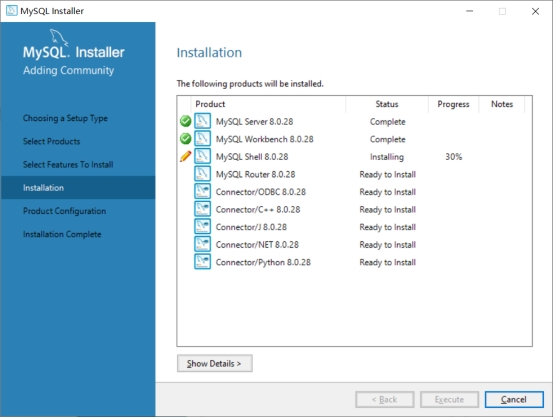 MySQL Installer
MySQL. Installer
Adding Community
Choosing a Setup Type
Select Products
Select Features To Install
Installation
Product Configuration
Installation Complete
Installation
The following products will be installed.
Product Status Progress Notes
MySQL Server 8.0.28 Complete
MySQL Workbench 8.0.28 Complete
MySQL Shell 8.0.28 Installing 30%
MySQL Router 8.0.28 Ready to Install
Connector/ODBC 8.0.28 Ready to Install
Connector/C++ 8.0.28 Ready to Install
Connector/J 8.0.28 Ready to Install
Connector/NET 8.0.28 Ready to Install
Connector/Python 8.0.28 Ready to Install
Show Details >
< Back Execute Cancel